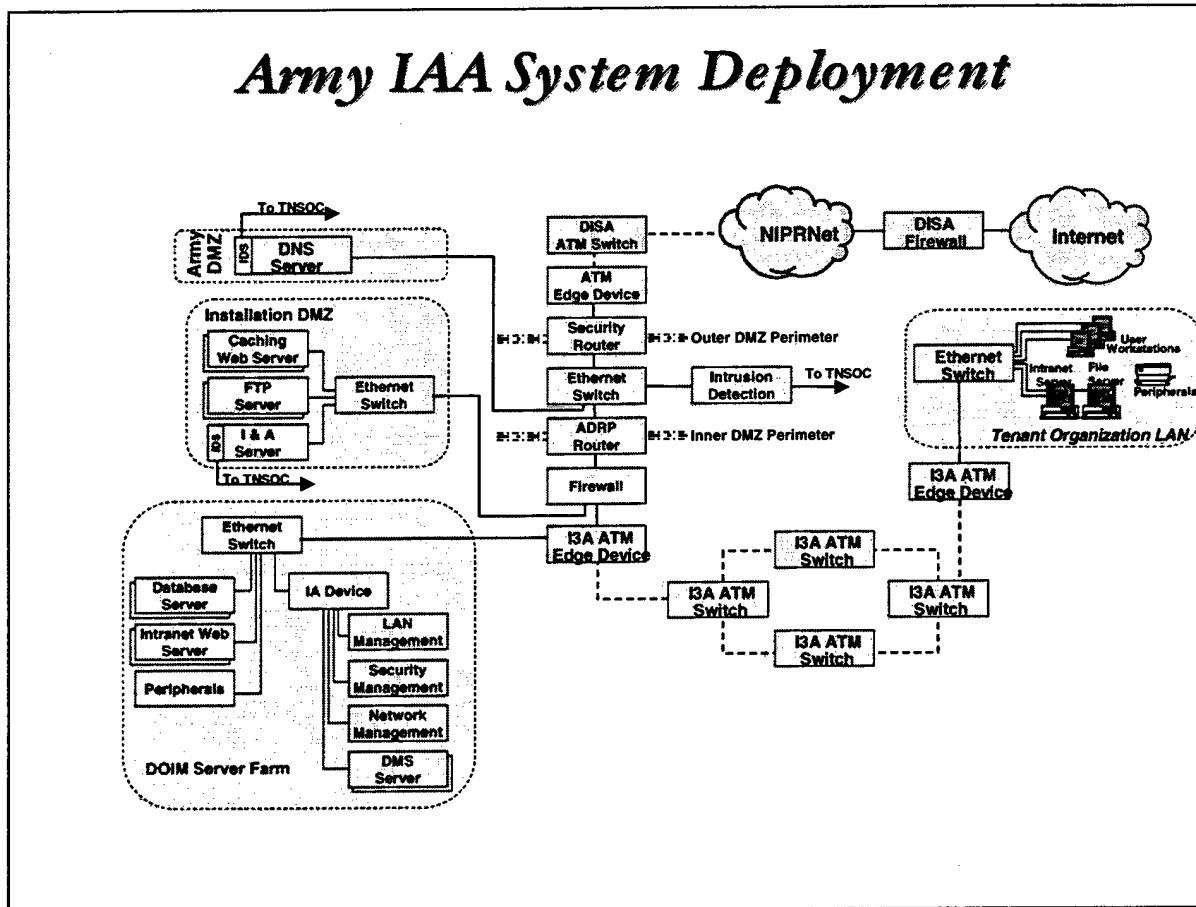 Army IAA System Deployment
To TNSOC
Army
DMZ
IDS
DNS
Server
DISA
ATM Switch
NIPRNet
DISA
Firewall
Internet
ATM
Edge Device
Installation DMZ
Caching
Web Server
FTP
Server
IDS
I & A
Server
To TNSOC
Ethernet
Switch
Security
Router
Outer DMZ Perimeter
Ethernet
Switch
Intrusion
Detection
To TNSOC
ADRP
Router
Inner DMZ Perimeter
Firewall
I3A ATM
Edge Device
Ethernet
Switch
User
Workstations
Intranet
Server
File
Server
Peripherals
Tenant Organization LAN
I3A ATM
Edge Device
Ethernet
Switch
Database
Server
Intranet Web
Server
Peripherals
IA Device
LAN
Management
Security
Management
Network
Management
DMS
Server
DOIM Server Farm
I3A ATM
Switch
I3A ATM
Switch
I3A ATM
Switch
I3A ATM
Switch